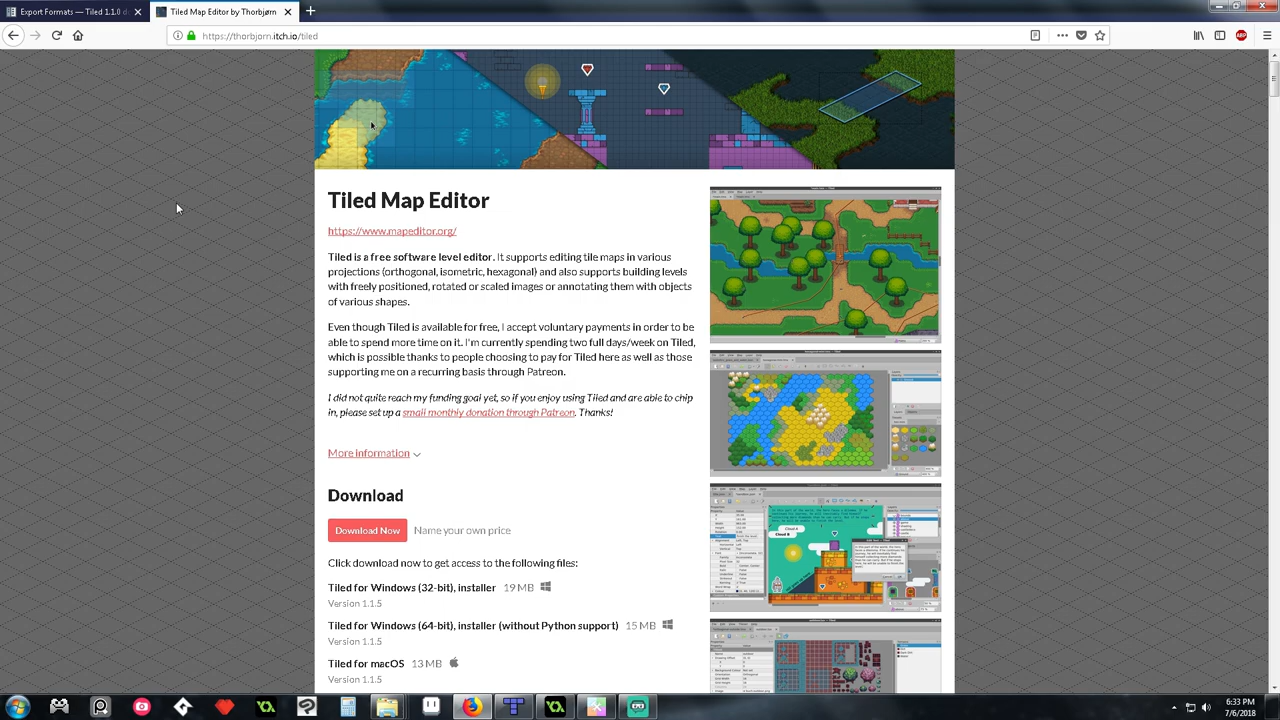 Export Formats — Tiled 1.1.0 d
Tiled Map Editor by Thorbjørn
https://thorbjorn.itch.io/tiled
ABP
Tiled Map Editor
https://www.mapeditor.org/
Tiled is a free software level editor. It supports editing tile maps in various
projections (orthogonal, isometric, hexagonal) and also supports building levels
with freely positioned, rotated or scaled images or annotating them with objects
of various shapes.
Even though Tiled is available for free, I accept voluntary payments in order to be
able to spend more time on it. I'm currently spending two full days/week on Tiled,
which is possible thanks to people choosing to pay for Tiled here as well as those
supporting me on a recurring basis through Patreon.
I did not quite reach my funding goal yet, so if you enjoy using Tiled and are able to chip
in, please set up a small monthly donation through Patreon. Thanks!
More information
Download
Download Now Name your own price
Click download now to get access to the following files:
Tiled for Windows (32-bit), installer 19 MB
Version 1.1.5
Tiled for Windows (64-bit), installer (without Python support) 15 MB
Version 1.1.5
Tiled for macOS 13 MB
Version 1.1.5
6:33 PM
7/6/2018